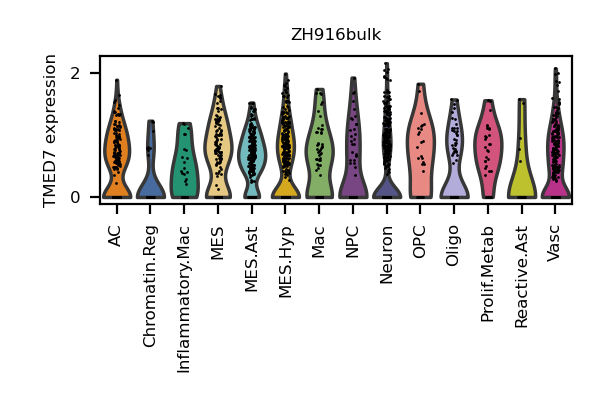 ZH916bulk
TMED7 expression
2
0
AC
Chromatin.Reg
Inflammatory.Mac
MES
MES.Ast
MES.Hyp
Mac
NPC
Neuron
OPC
Oligo
Prolif.Metab
Reactive.Ast
Vasc